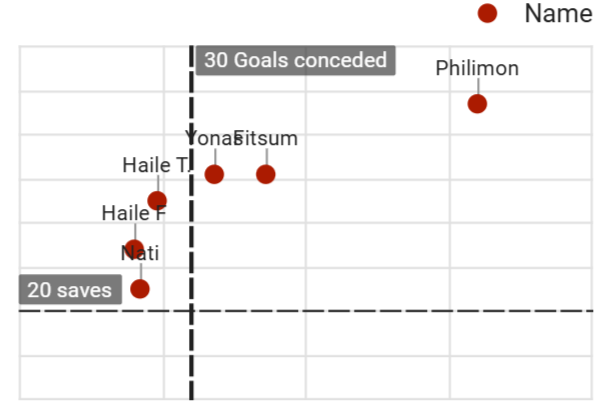 Name
30 Goals conceded
Philimon
Yonas
Fitsum
Haile T.
Haile F
Nati
20 saves